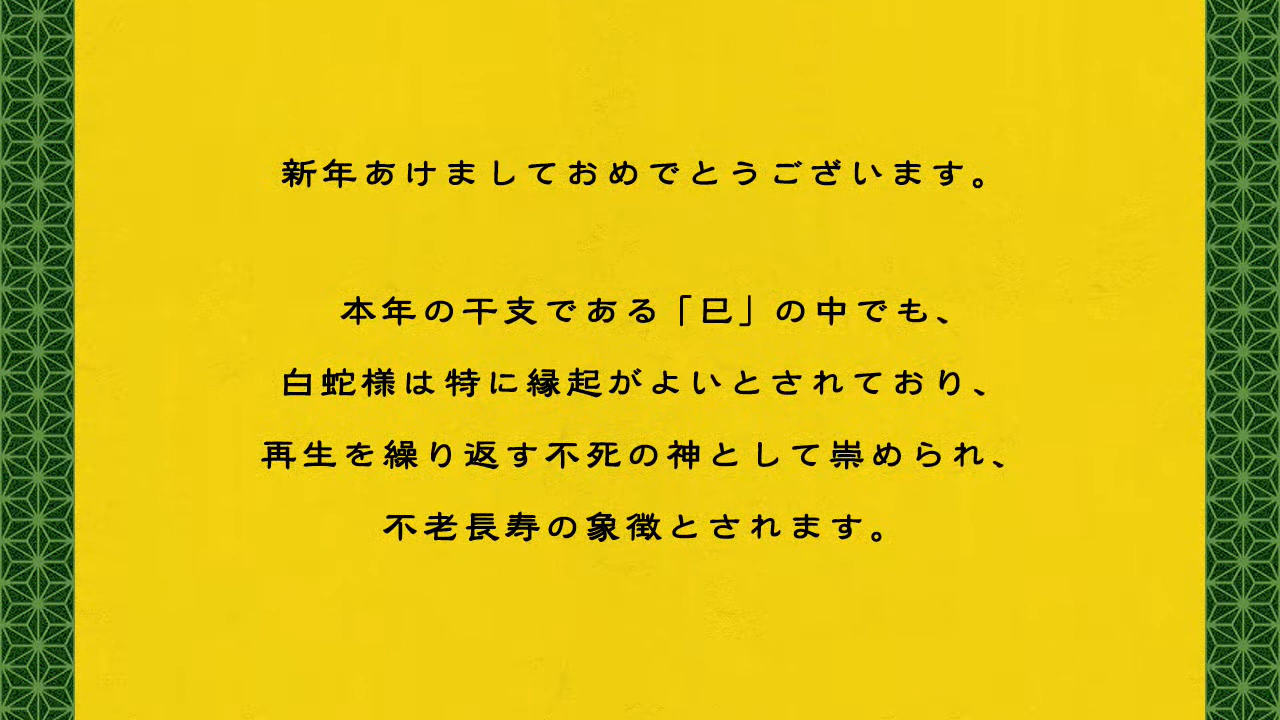 新年あけましておめでとうございます。
本年の干支である「巳」の中でも、
白蛇様は特に縁起がよいとされており、
再生を繰り返す不死の神として崇められ、
不老長寿の象徴とされます。